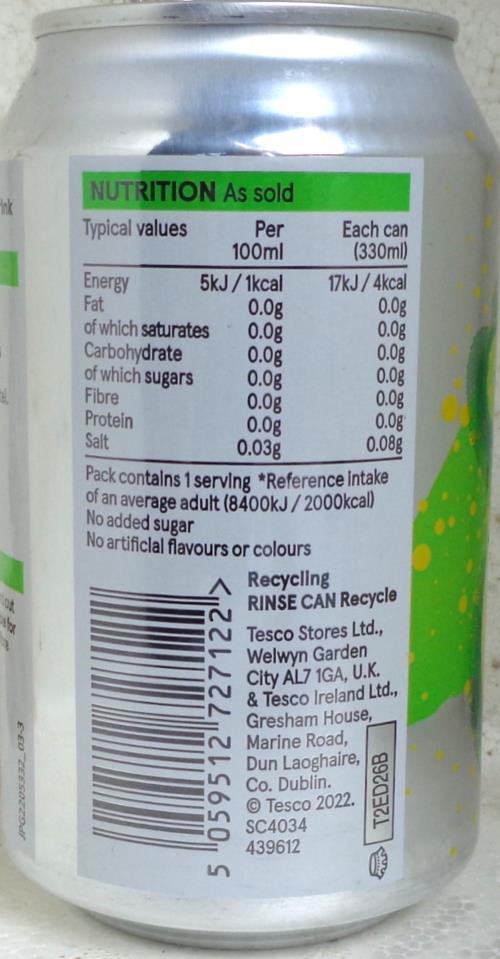 NUTRITION As sold
Typical values Per 100ml Each can (330ml)
Energy 5kJ / 1kcal 17kJ / 4kcal
Fat 0.0g 0.0g
of which saturates 0.0g 0.0g
Carbohydrate 0.0g 0.0g
of which sugars 0.0g 0.0g
Fibre 0.0g 0.0g
Protein 0.0g 0.0g
Salt 0.03g 0.08g
Pack contains 1 serving *Reference intake
of an average adult (8400kJ / 2000kcal)
No added sugar
No artificial flavours or colours
Recycling
RINSE CAN Recycle
Tesco Stores Ltd.,
Welwyn Garden
City AL7 1GA, U.K.
& Tesco Ireland Ltd.,
Gresham House,
Marine Road,
Dun Laoghaire,
Co. Dublin.
© Tesco 2022.
SC4034
439612
T2ED26B
5 059512 727122 >
JPG2205332_03-3